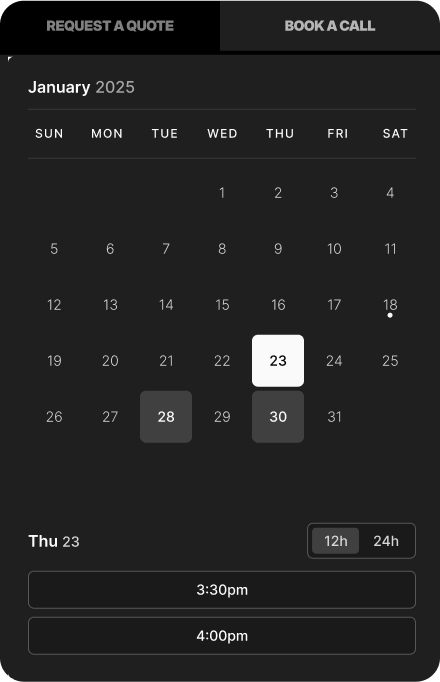 REQUEST A QUOTE BOOK A CALL
January 2025
SUN MON TUE WED THU FRI SAT
1 2 3 4
5 6 7 8 9 10 11
12 13 14 15 16 17 18
19 20 21 22 23 24 25
26 27 28 29 30 31
Thu 23 12h 24h
3:30pm
4:00pm